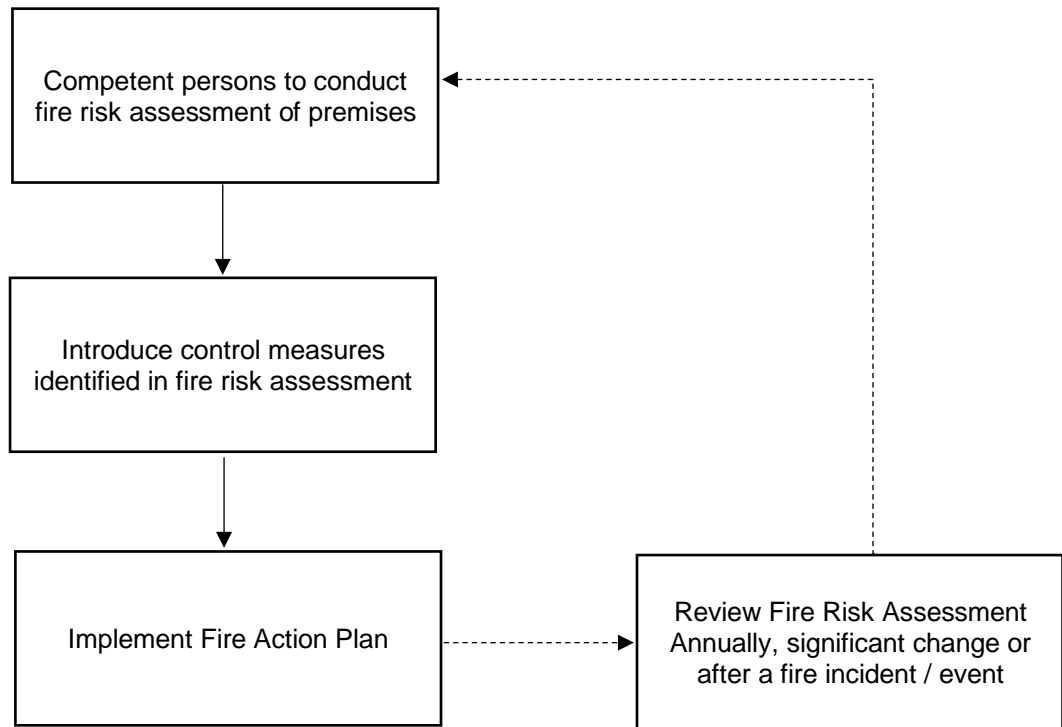 Competent persons to conduct
fire risk assessment of premises
Introduce control measures
identified in fire risk assessment
Implement Fire Action Plan
Review Fire Risk Assessment
Annually, significant change or
after a fire incident / event